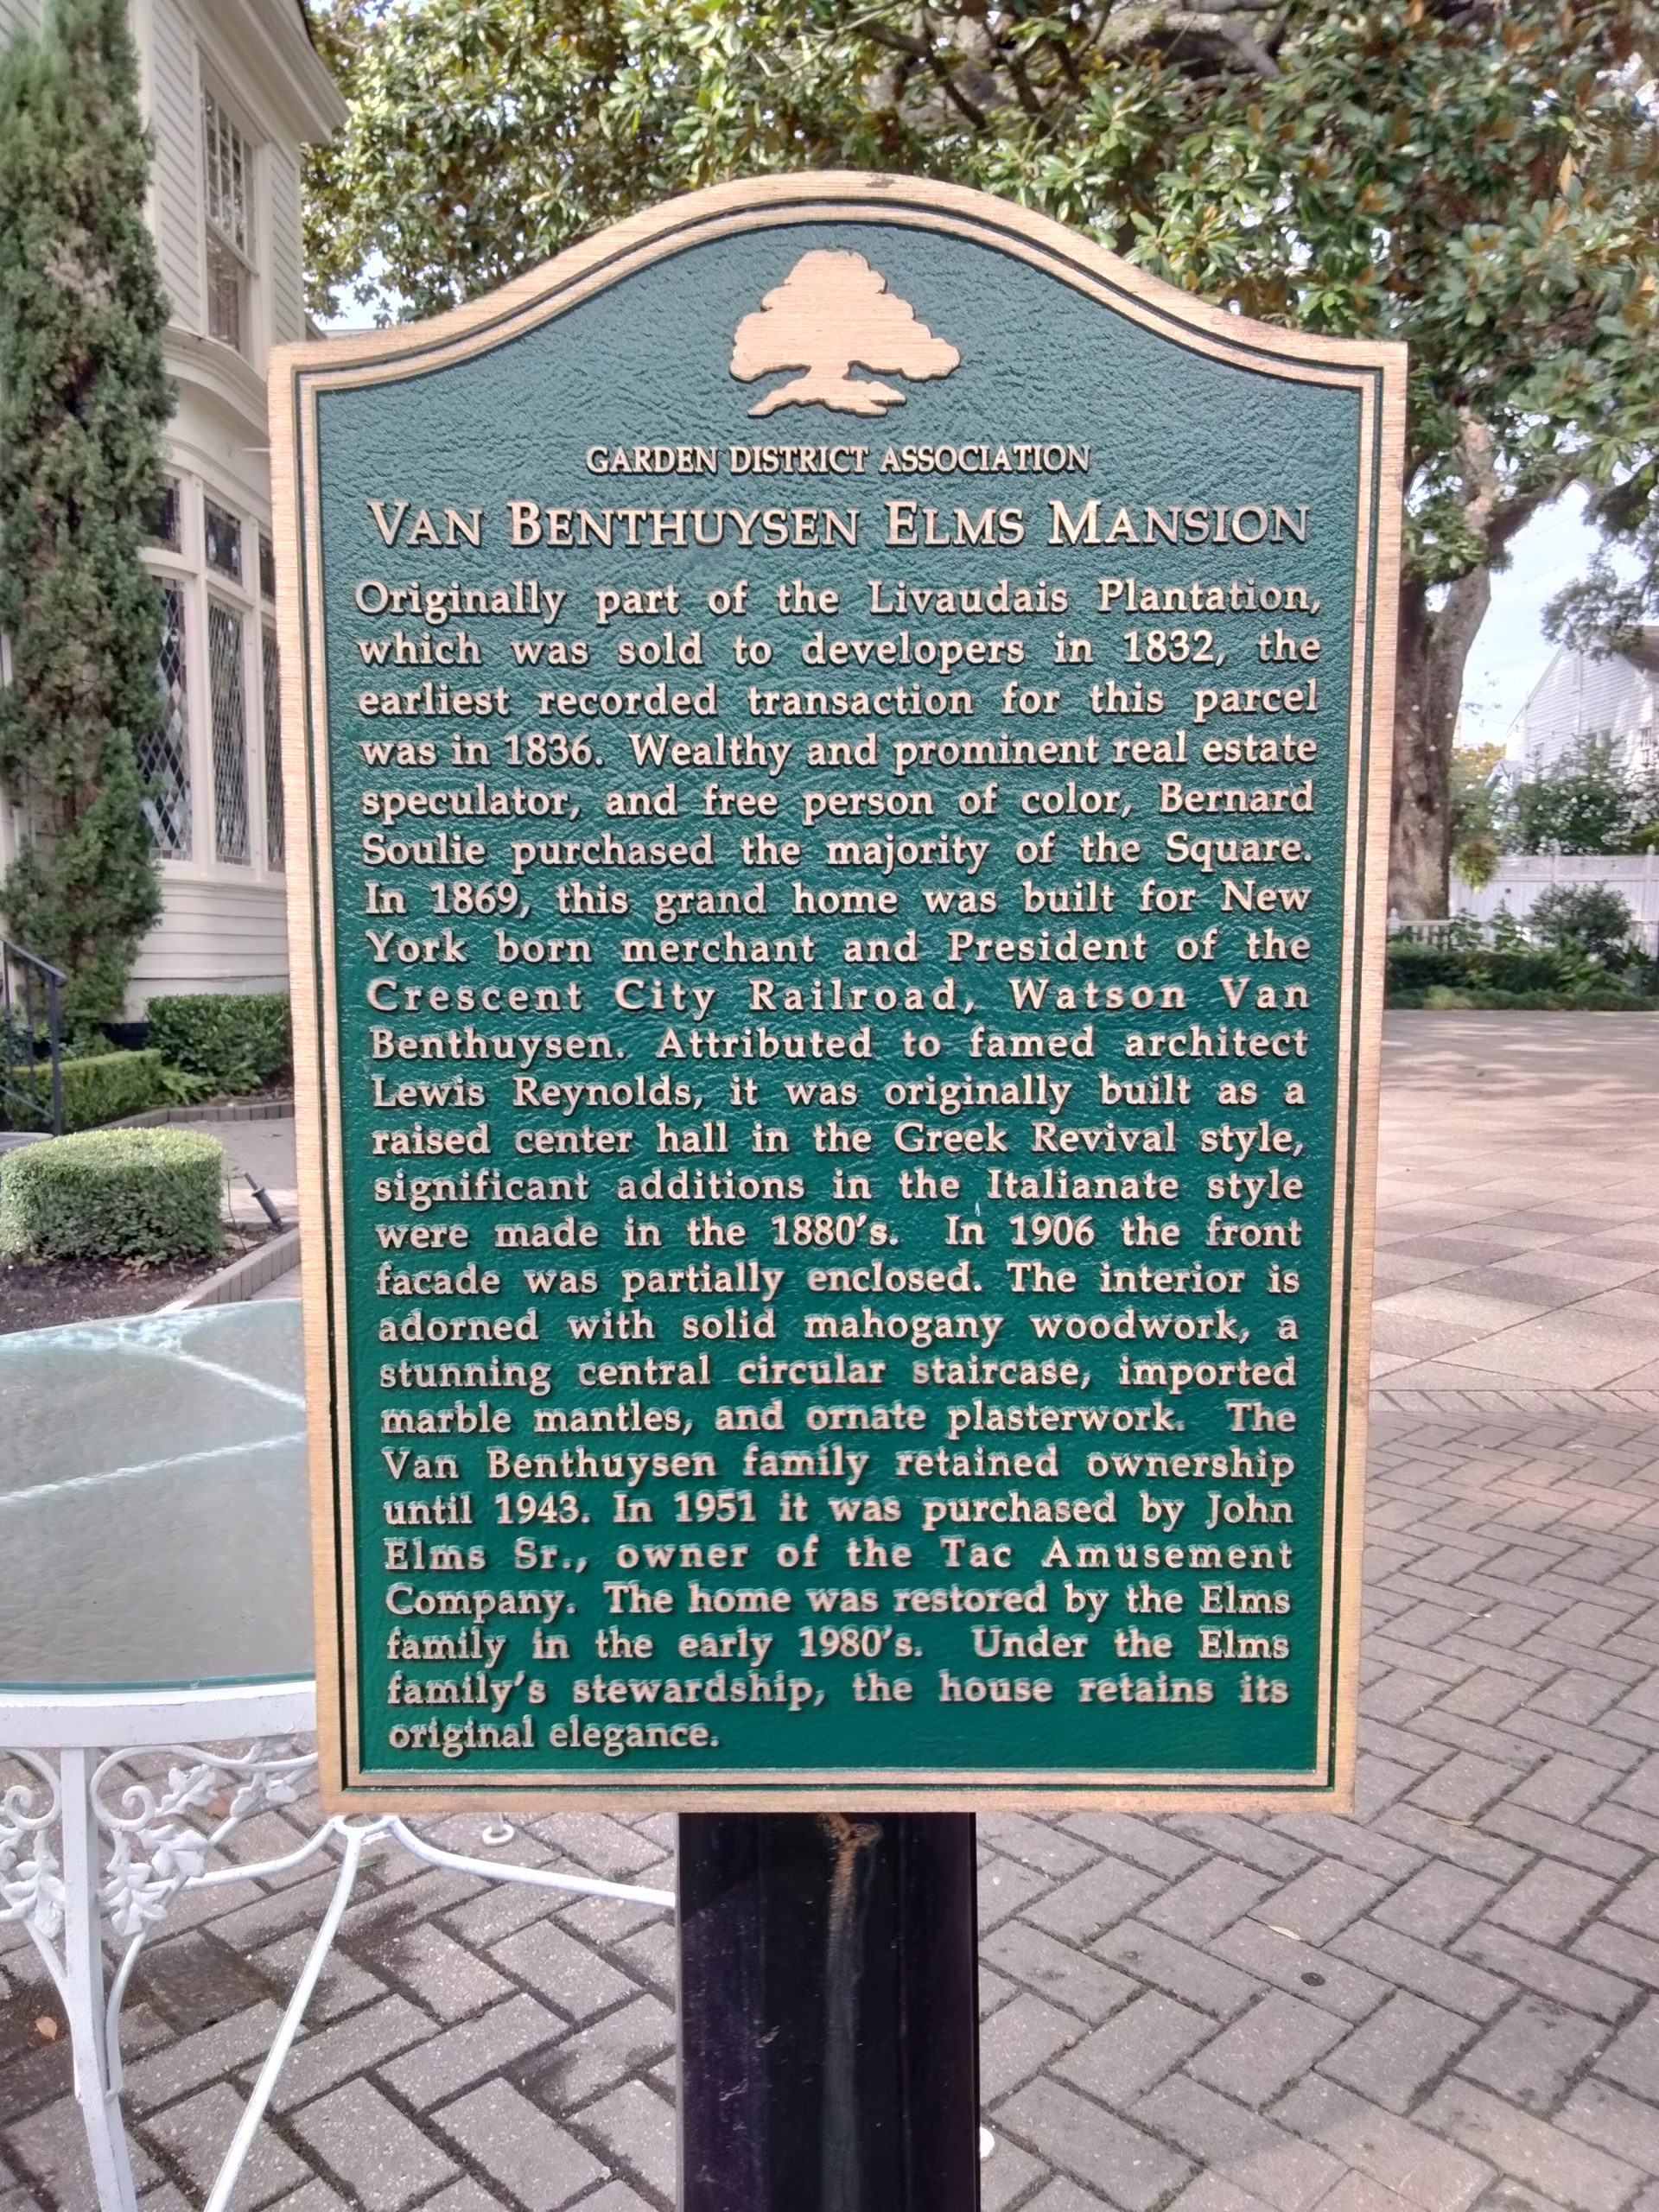 GARDEN DISTRICT ASSOCIATION
VAN BENTHUYSEN ELMS MANSION
Originally part of the Livaudais Plantation,
which was sold to developers in 1832, the
earliest recorded transaction for this parcel
was in 1836. Wealthy and prominent real estate
speculator, and free person of color, Bernard
Soulie purchased the majority of the Square.
In 1869, this grand home was built for New
York born merchant and President of the
Crescent City Railroad, Watson Van
Benthuysen. Attributed to famed architect
Lewis Reynolds, it was originally built as a
raised center hall in the Greek Revival style,
significant additions in the Italianate style
were made in the 1880's. In 1906 the front
facade was partially enclosed. The interior is
adorned with solid mahogany woodwork, a
stunning central circular staircase, imported
marble mantles, and ornate plasterwork. The
Van Benthuysen family retained ownership
until 1943. In 1951 it was purchased by John
Elms Sr., owner of the Tac Amusement
Company. The home was restored by the Elms
family in the early 1980's. Under the Elms
family's stewardship, the house retains its
original elegance.